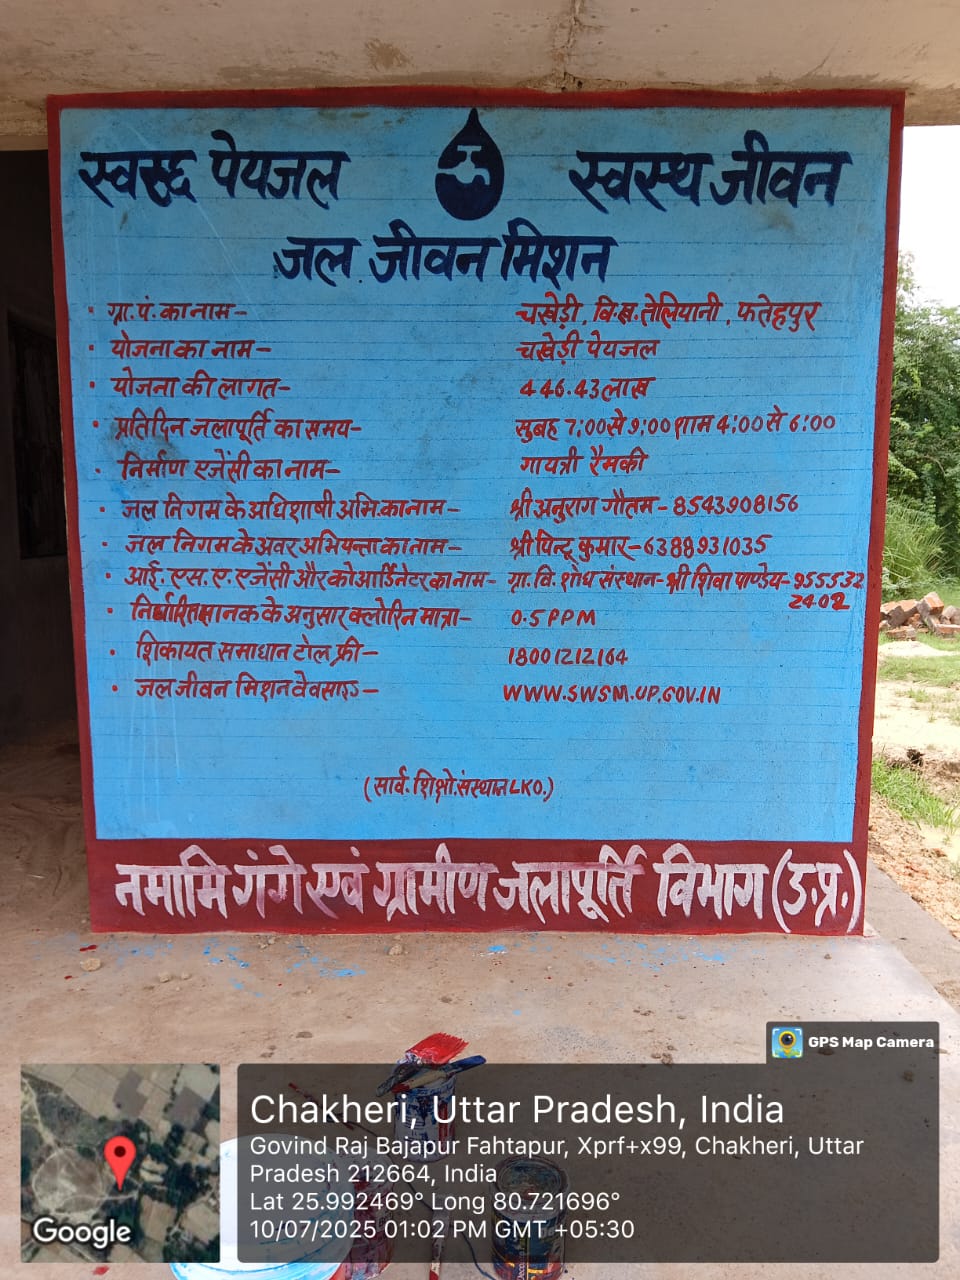 स्वच्छ पेयजल स्वस्थ जीवन
जल जीवन मिशन
• ग्रा.पं. का नाम- चखेड़ी, वि.ख. तेलियानी, फतेहपुर
• योजना का नाम- चखेड़ी पेयजल
• योजना की लागत- 446.43 लाख
• प्रतिदिन जलापूर्ति का समय- सुबह 7:00 से 9:00 शाम 4:00 से 6:00
• निर्माण एजेंसी का नाम- गायत्री रैमकी
• जल निगम के अधिशाषी अभि. का नाम- श्री अनुराग गौतम- 8543908156
• जल निगम के अवर अभियन्ता का नाम- श्री पिन्टू कुमार- 6388931035
• आई. एस. ए. एजेंसी और कोआर्डिनेटर का नाम- ग्रा. वि. शोध संस्थान- श्री शिवा पाण्डेय- 955532
2402
• निर्धारित मानक के अनुसार क्लोरिन मात्रा- 0.5 PPM
• शिकायत समाधान टोल फ्री- 18001212164
• जल जीवन मिशन वेवसाइड- WWW.SWSM.UP.GOV.IN
(सार्व. शिक्षो. संस्थान LKO.)
नमामि गंगे एवं ग्रामीण जलापूर्ति विभाग (उ.प्र.)
GPS Map Camera
Chakheri, Uttar Pradesh, India
Govind Raj Bajapur Fahtapur, Xprf+x99, Chakheri, Uttar
Pradesh 212664, India
Lat 25.992469° Long 80.721696°
10/07/2025 01:02 PM GMT +05:30
Google